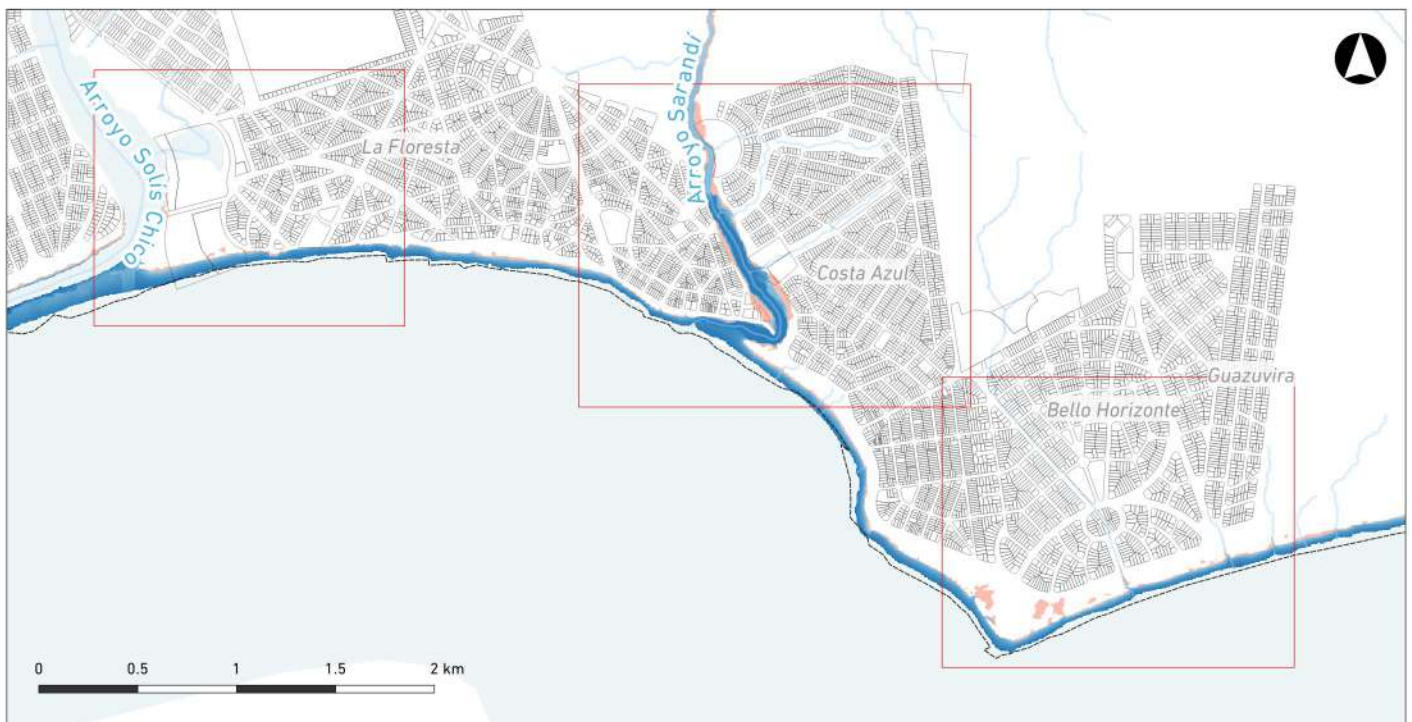 Arroyo Solis Chico
La Floresta
Arroyo Sarandí
Costa Azul
Guazuvira
Bello Horizonte
0 0.5 1 1.5 2 km